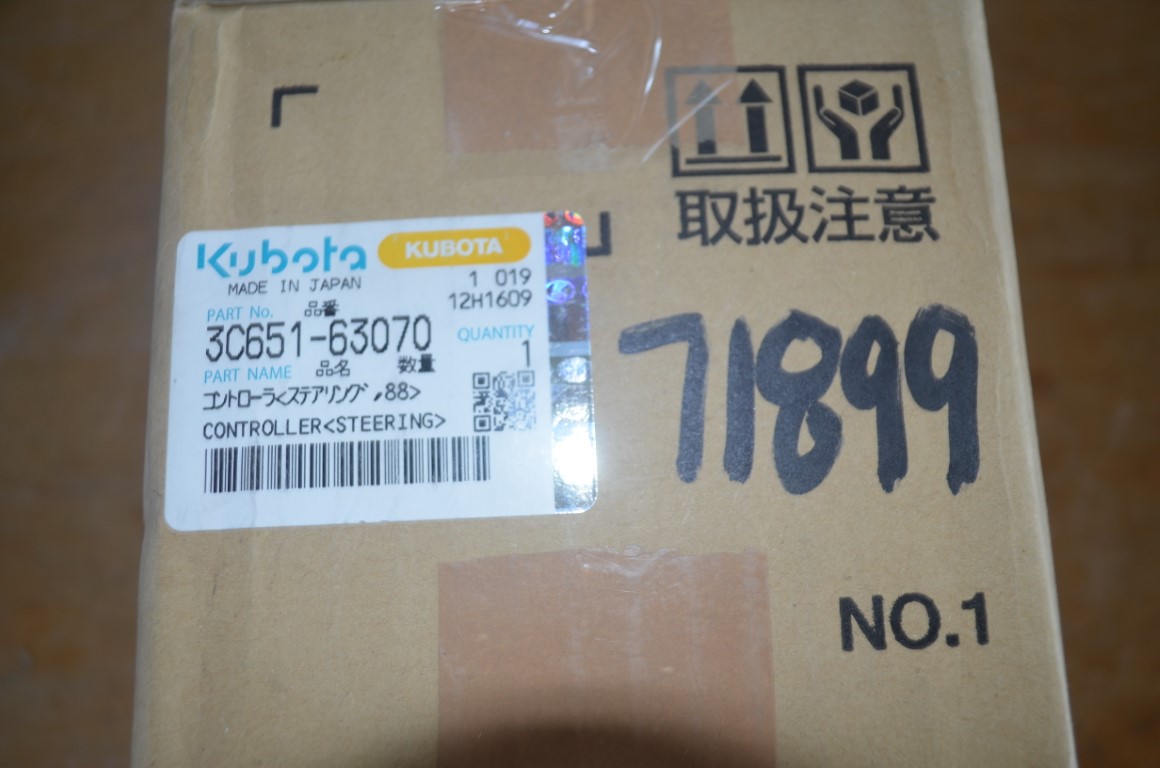 取扱注意
Kubota KUBOTA
MADE IN JAPAN
1 019
12H1609
PART No. 品番
3C651-63070
QUANTITY
PART NAME 品名 数量 1
コントローラ<ステアリング,88>
CONTROLLER<STEERING>
71899
NO.1